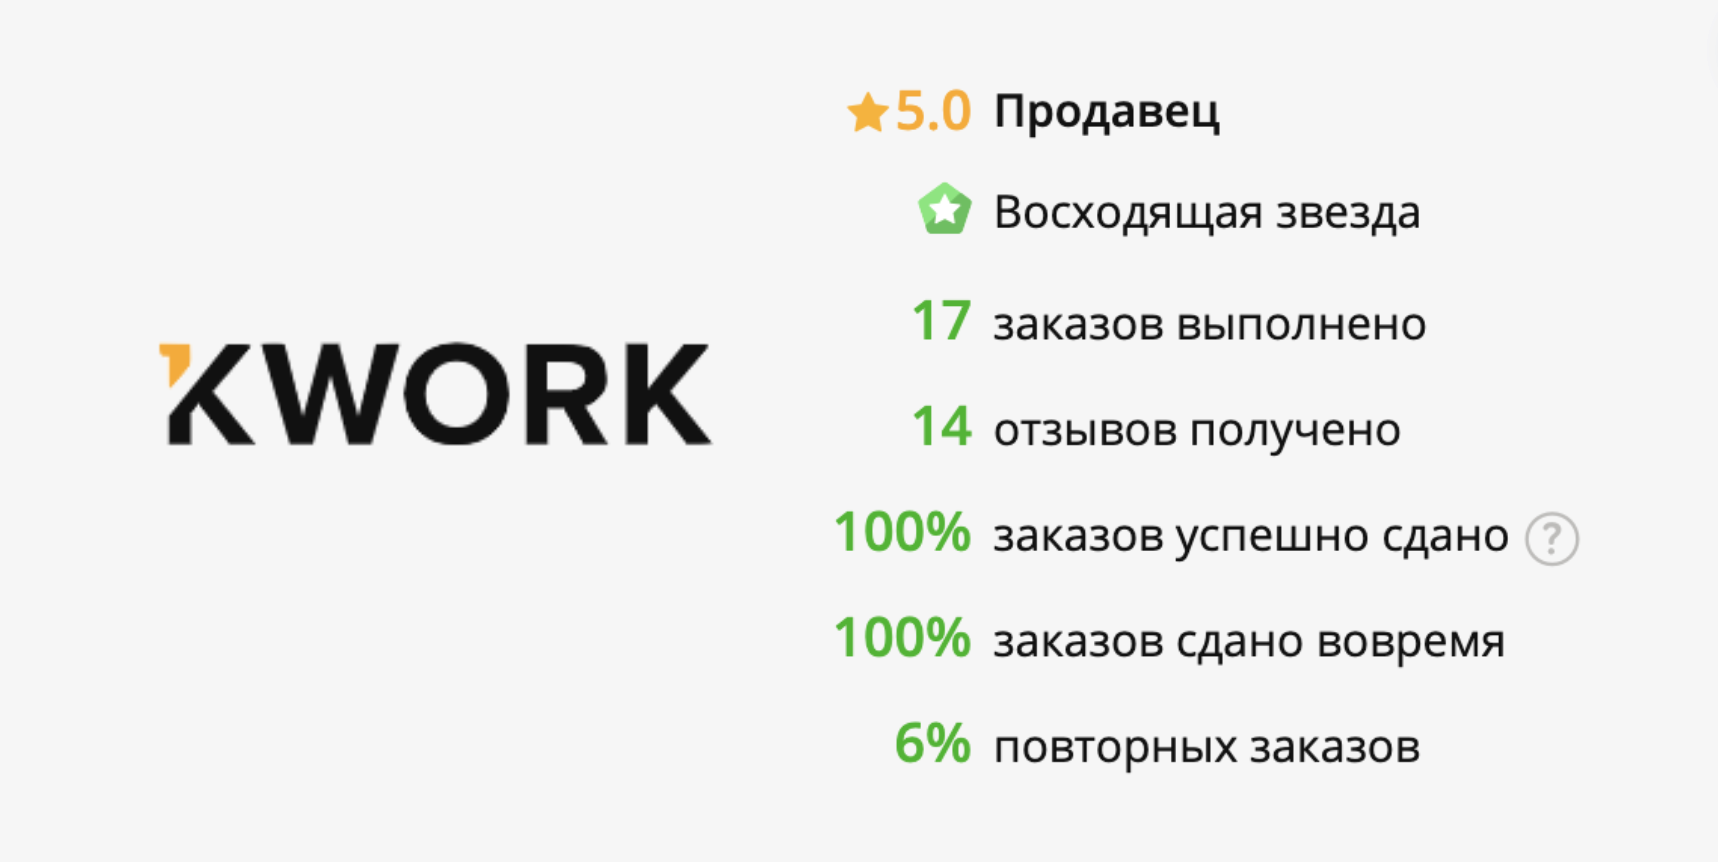 KWORK
5.0 Продавец
Восходящая звезда
17 заказов выполнено
14 отзывов получено
100% заказов успешно сдано ?
100% заказов сдано вовремя
6% повторных заказов